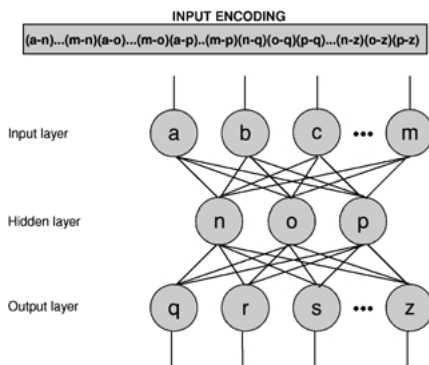 INPUT ENCODING
(a-n)...(m-n)(a-o)...(m-o)(a-p)..(m-p)(n-q)(o-q)(p-q)...(n-z)(o-z)(p-z)
Input layer a b c ••• m
Hidden layer n o p
Output layer q r s ••• z